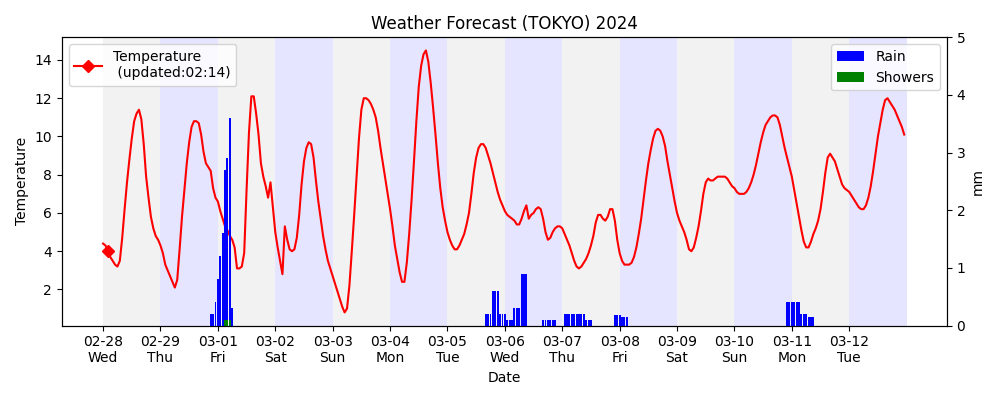 Weather Forecast (TOKYO) 2024
Temperature
(updated:02:14)
Rain
Showers
14
12
10
8
6
4
2
Temperature
5
4
3
2
1
0
mm
02-28 02-29 03-01 03-02 03-03 03-04 03-05 03-06 03-07 03-08 03-09 03-10 03-11 03-12
Wed Thu Fri Sat Sun Mon Tue Wed Thu Fri Sat Sun Mon Tue
Date